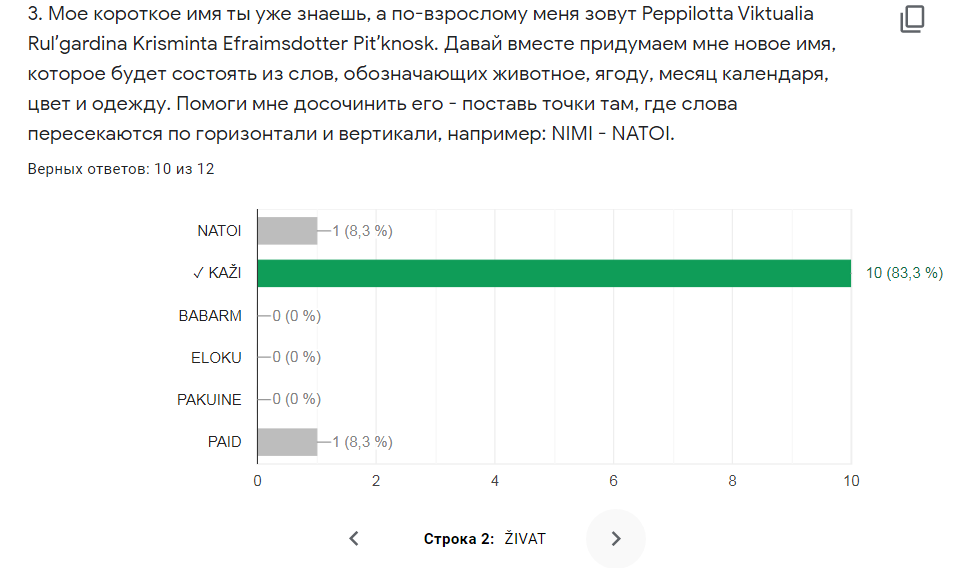 3. Мое короткое имя ты уже знаешь, а по-взрослому меня зовут Peppilotta Viktualia
Rul’gardina Krisminta Efraimsdotter Pit’knosk. Давай вместе придумаем мне новое имя,
которое будет состоять из слов, обозначающих животное, ягоду, месяц календаря,
цвет и одежду. Помоги мне досочинить его - поставь точки там, где слова
пересекаются по горизонтали и вертикали, например: NIMI - NATOI.
Верных ответов: 10 из 12
NATOI 1 (8,3 %)
✓ KAŽI 10 (83,3 %)
BABARM 0 (0 %)
ELOKU 0 (0 %)
PAKUINE 0 (0 %)
PAID 1 (8,3 %)
0 2 4 6 8 10
Строка 2: ŽIVAT